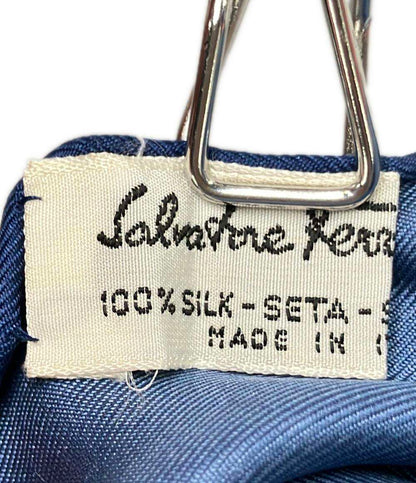 Salvatore Ferra
100% SILK - SETA - S
MADE IN I